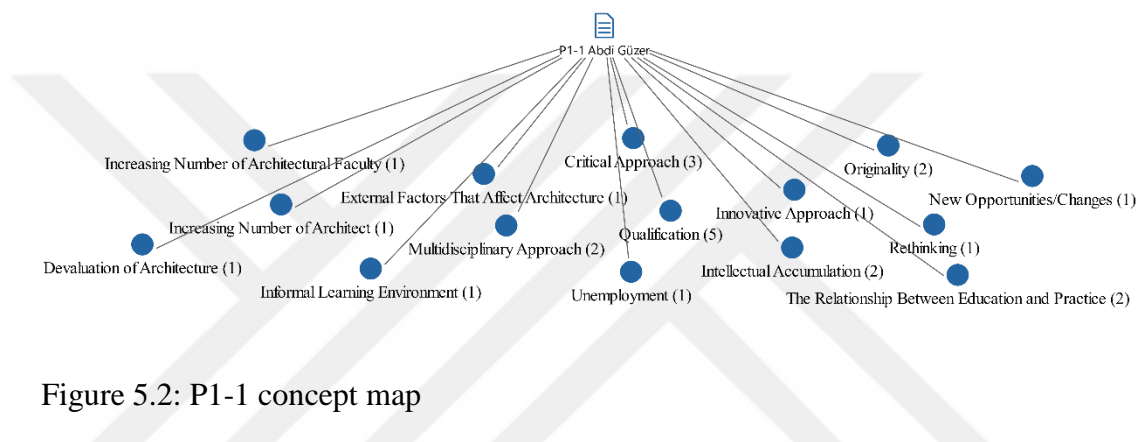 P1-1 Abdi Güzer
Increasing Number of Architectural Faculty (1)
Critical Approach (3)
Originality (2)
External Factors That Affect Architecture (1)
New Opportunities/Changes (1)
Innovative Approach (1)
Increasing Number of Architect (1)
Qualification (5)
Multidisciplinary Approach (2)
Rethinking (1)
Devaluation of Architecture (1)
Intellectual Accumulation (2)
Informal Learning Environment (1)
Unemployment (1)
The Relationship Between Education and Practice (2)
Figure 5.2: P1-1 concept map